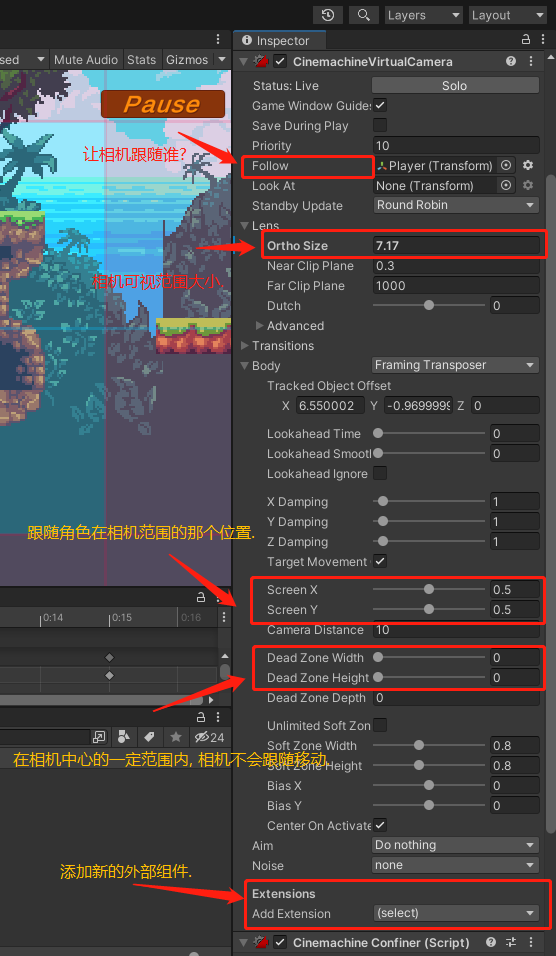 Layers
Layout
Inspector
sed
Mute Audio
Stats
Gizmos
CinemachineVirtualCamera
Status: Live
Solo
Game Window Guides
Save During Play
Priority
10
Pause
让相机跟随谁?
Follow
Player (Transform)
Look At
None (Transform)
Standby Update
Round Robin
Lens
Ortho Size
7.17
相机可视范围大小.
Near Clip Plane
0.3
Far Clip Plane
1000
Dutch
0
Advanced
Transitions
Body
Framing Transposer
Tracked Object Offset
X 6.550002 Y -0.9699999 Z 0
Lookahead Time
0
Lookahead Smoot
0
Lookahead Ignore
X Damping
1
Y Damping
1
Z Damping
1
跟随角色在相机范围的那个位置.
Target Movement
Screen X
0.5
Screen Y
0.5
Camera Distance
10
0:14
0:15
0:16
Dead Zone Width
0
Dead Zone Height
0
Dead Zone Depth
0
24
Unlimited Soft Zon
Soft Zone Width
0.8
在相机中心的一定范围内, 相机不会跟随移动.
Soft Zone Height
0.8
Bias X
0
Bias Y
0
Center On Activate
Aim
Do nothing
Noise
none
添加新的外部组件.
Extensions
Add Extension
(select)
Cinemachine Confiner (Script)